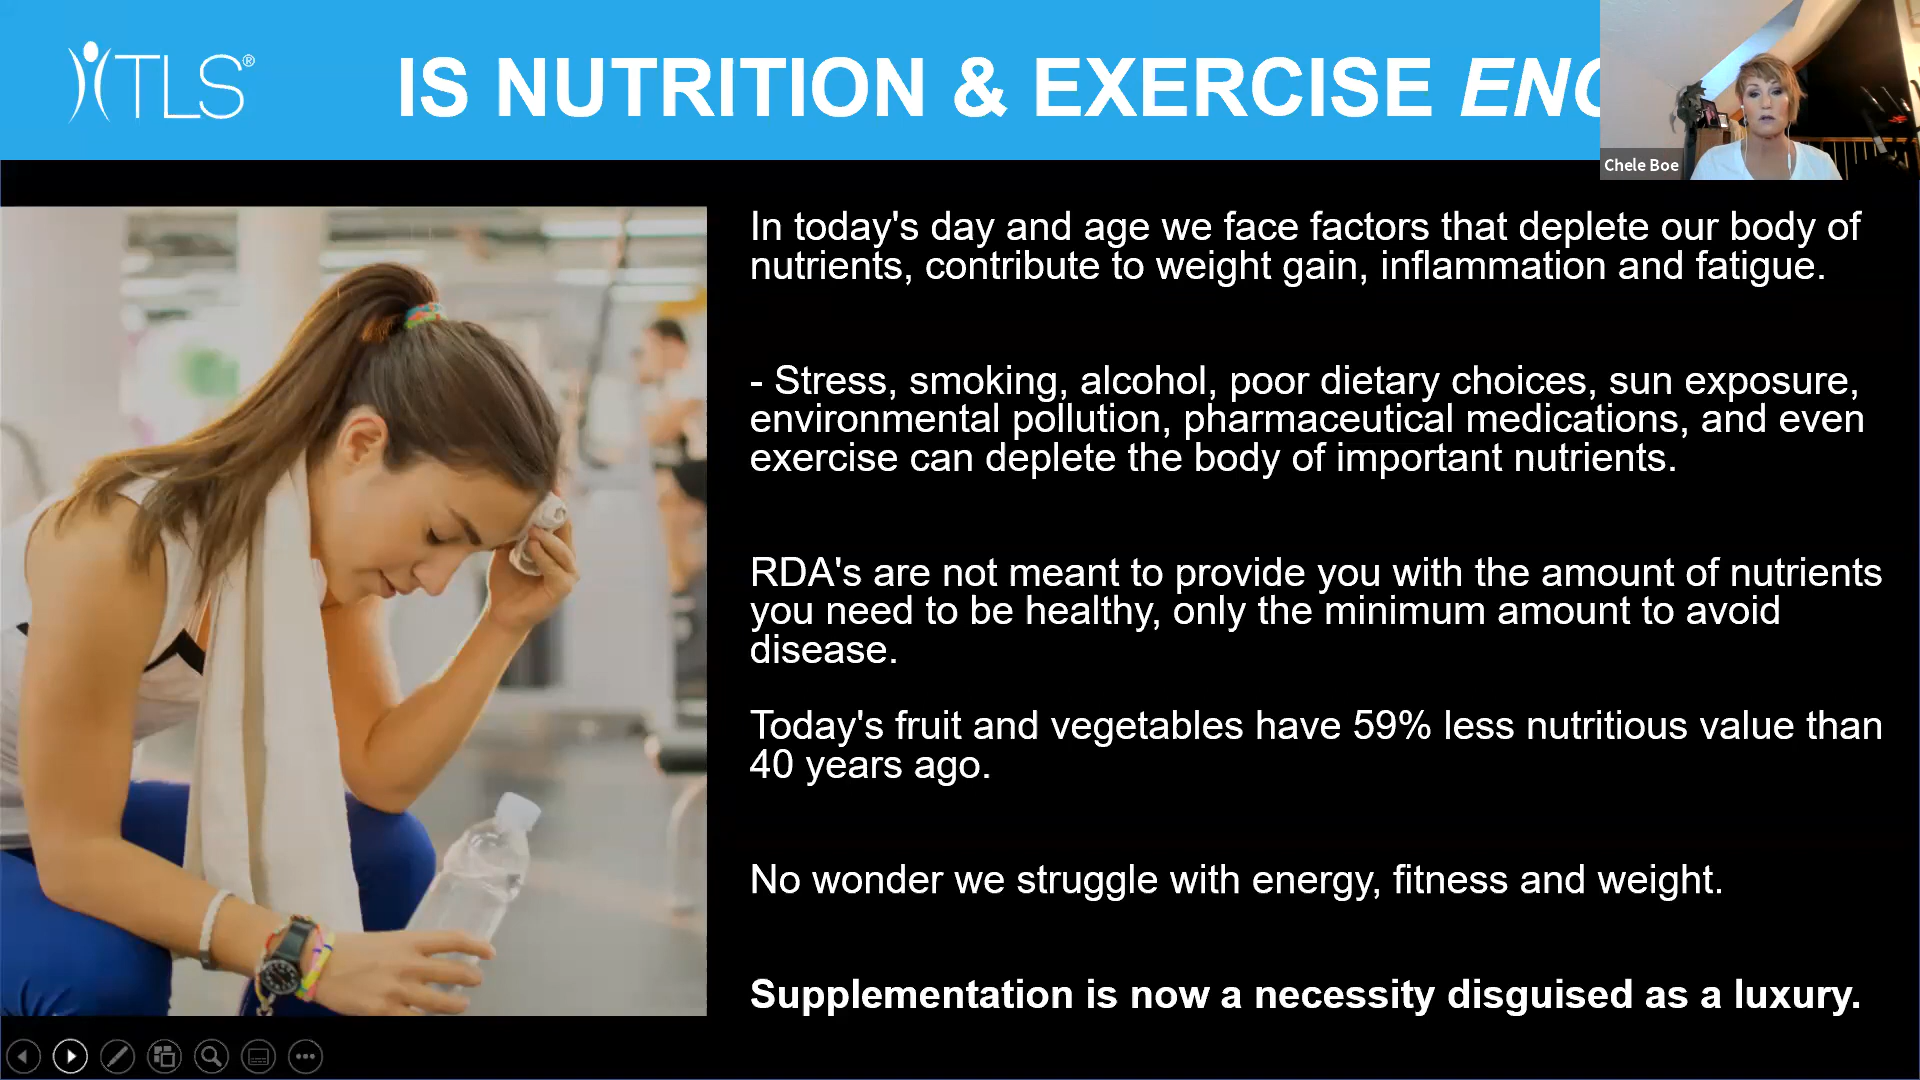 TLS®
IS NUTRITION & EXERCISE
Chele Boe
In today's day and age we face factors that deplete our body of
nutrients, contribute to weight gain, inflammation and fatigue.
- Stress, smoking, alcohol, poor dietary choices, sun exposure,
environmental pollution, pharmaceutical medications, and even
exercise can deplete the body of important nutrients.
RDA's are not meant to provide you with the amount of nutrients
you need to be healthy, only the minimum amount to avoid
disease.
Today's fruit and vegetables have 59% less nutritious value than
40 years ago.
No wonder we struggle with energy, fitness and weight.
Supplementation is now a necessity disguised as a luxury.